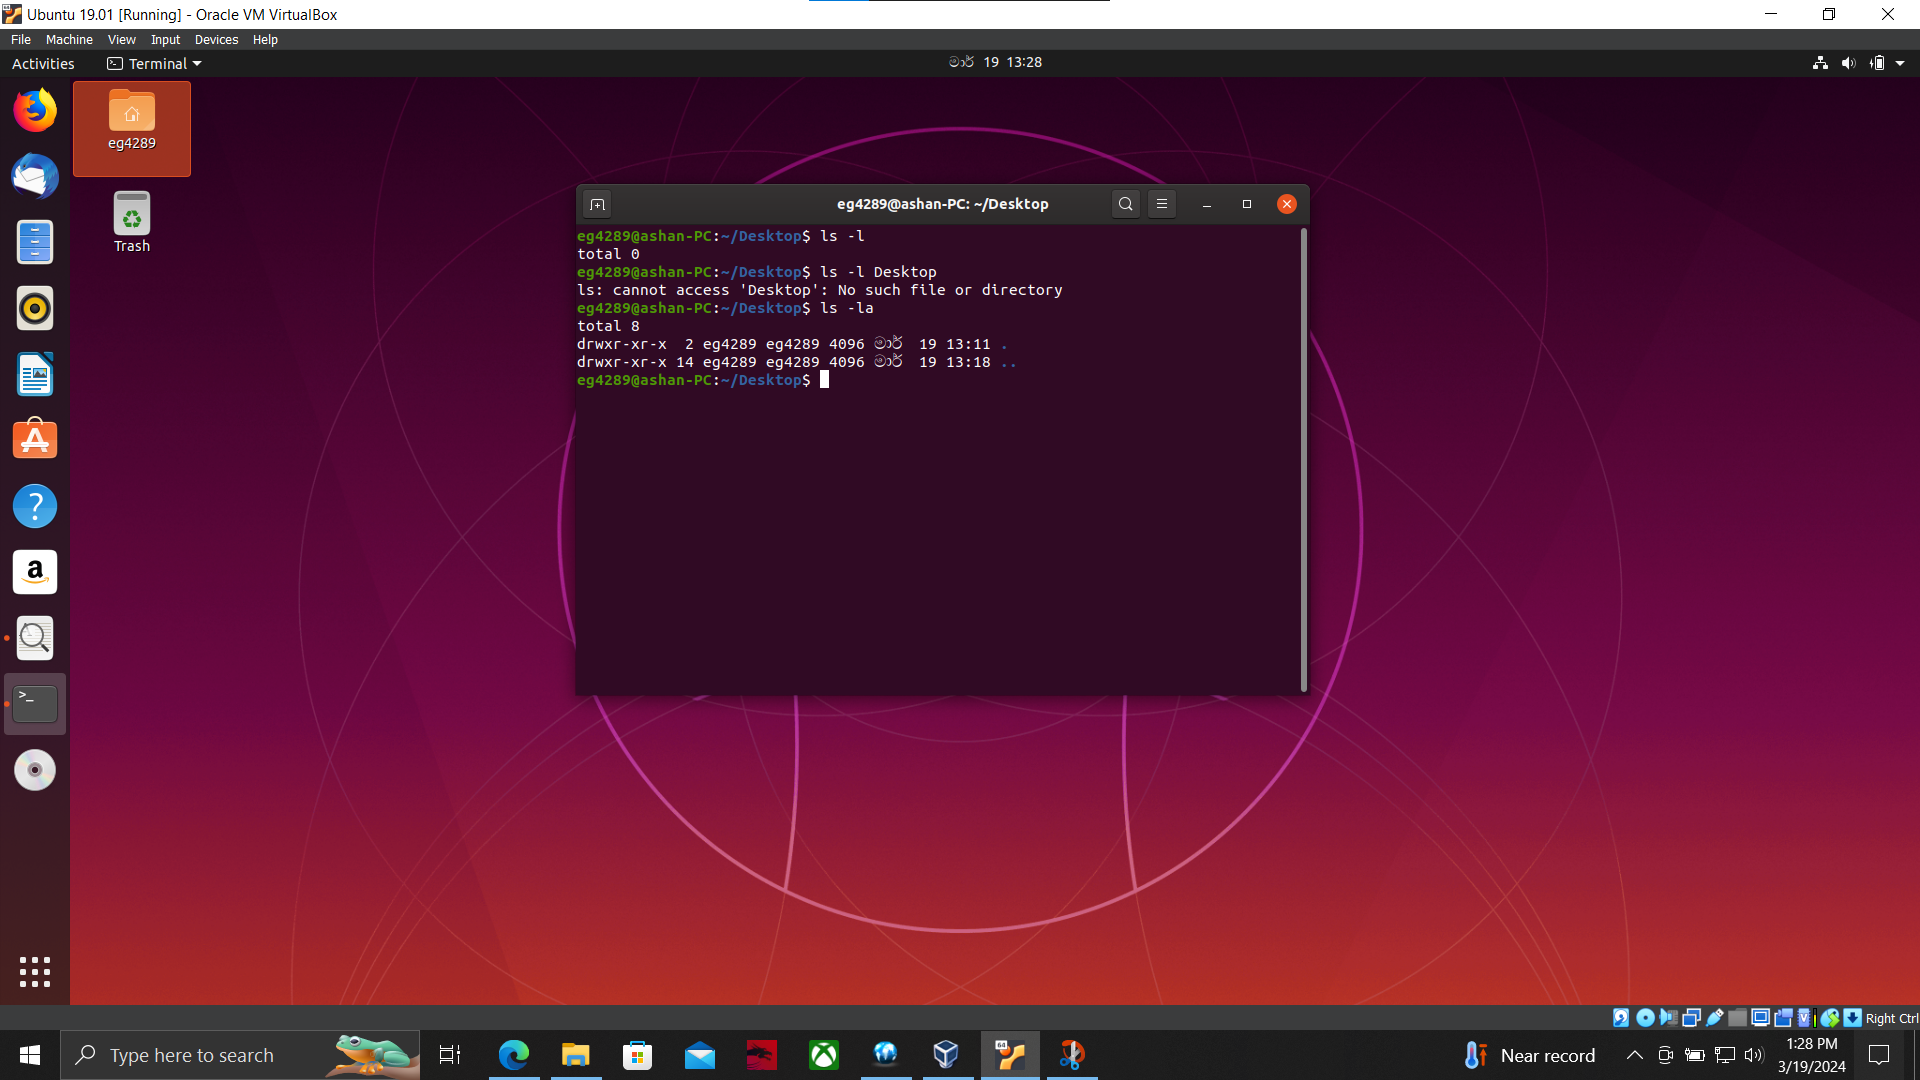 Ubuntu 19.01 [Running] - Oracle VM VirtualBox
File Machine View Input Devices Help
Activities Terminal මාර් 19 13:28
eg4289
Trash
eg4289@ashan-PC: ~/Desktop
eg4289@ashan-PC:~/Desktop$ ls -l
total 0
eg4289@ashan-PC:~/Desktop$ ls -l Desktop
ls: cannot access 'Desktop': No such file or directory
eg4289@ashan-PC:~/Desktop$ ls -la
total 8
drwxr-xr-x 2 eg4289 eg4289 4096 මාර් 19 13:11 .
drwxr-xr-x 14 eg4289 eg4289 4096 මාර් 19 13:18 ..
eg4289@ashan-PC:~/Desktop$
Right Ctrl
Type here to search
Near record
1:28 PM
3/19/2024